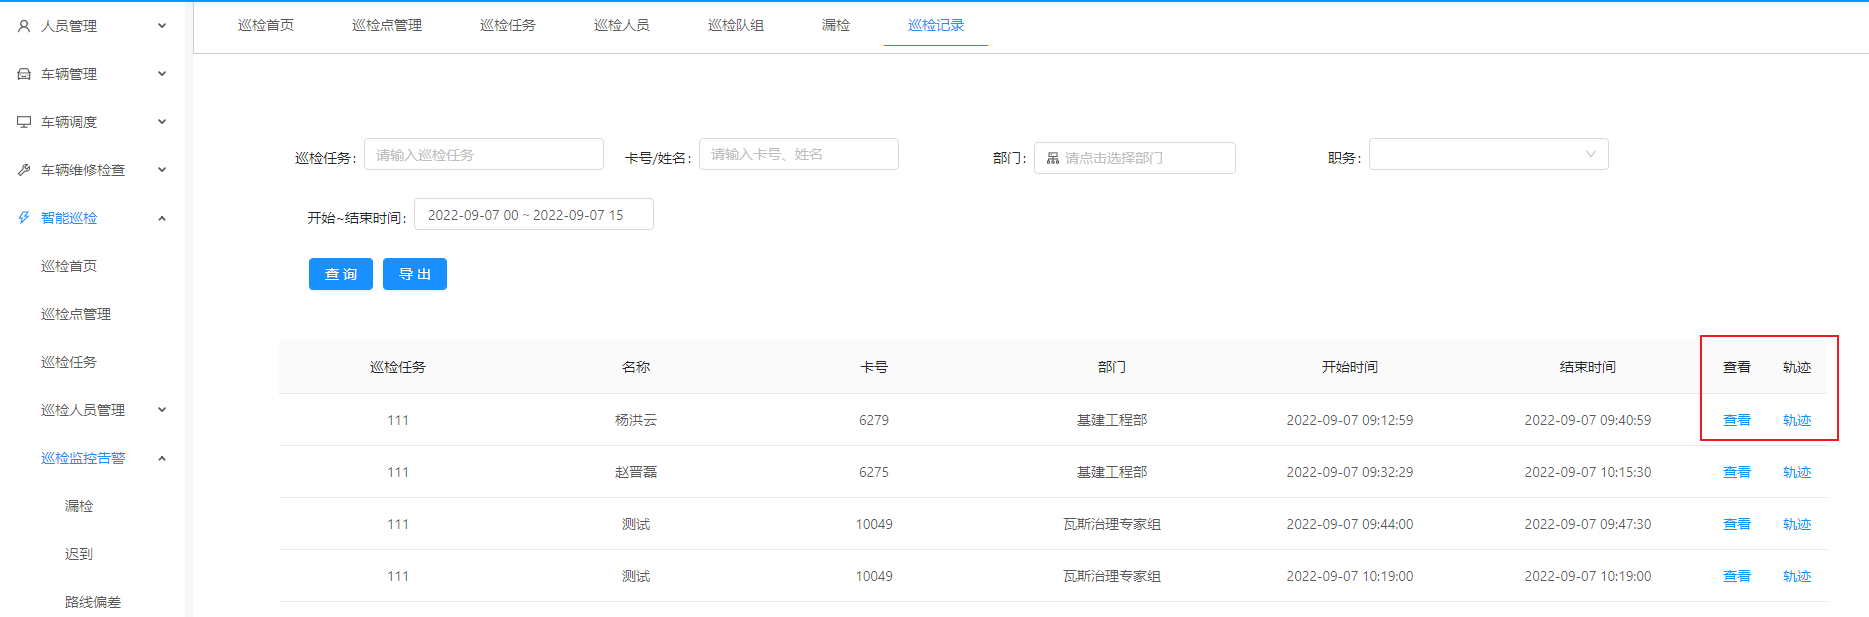 人员管理
车辆管理
车辆调度
车辆维修检查
智能巡检
巡检首页
巡检点管理
巡检任务
巡检人员管理
巡检监控告警
漏检
迟到
路线偏差
巡检首页 巡检点管理 巡检任务 巡检人员 巡检队组 漏检 巡检记录
巡检任务: 请输入巡检任务 卡号/姓名: 请输入卡号、姓名 部门: 请点击选择部门 职务:
开始~结束时间: 2022-09-07 00 ~ 2022-09-07 15
查 询 导 出
巡检任务 名称 卡号 部门 开始时间 结束时间 查看 轨迹
111 杨洪云 6279 基建工程部 2022-09-07 09:12:59 2022-09-07 09:40:59 查看 轨迹
111 赵晋磊 6275 基建工程部 2022-09-07 09:32:29 2022-09-07 10:15:30 查看 轨迹
111 测试 10049 瓦斯治理专家组 2022-09-07 09:44:00 2022-09-07 09:47:30 查看 轨迹
111 测试 10049 瓦斯治理专家组 2022-09-07 10:19:00 2022-09-07 10:19:00 查看 轨迹